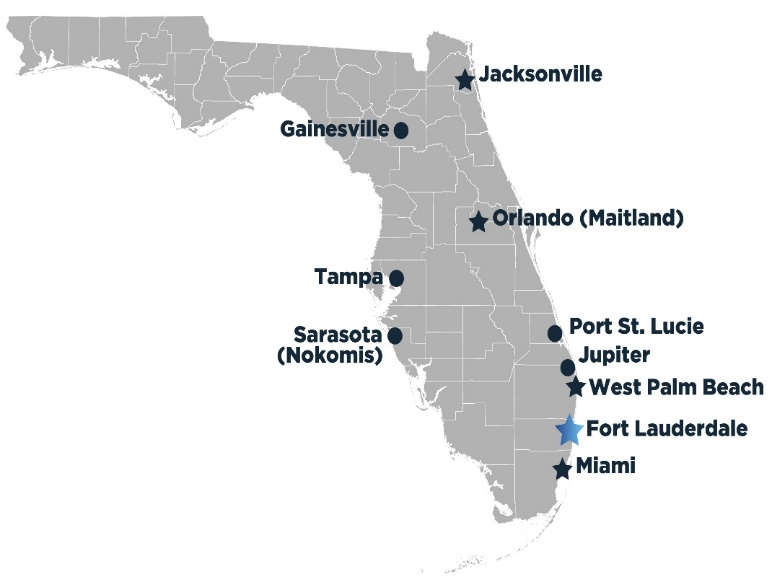 Jacksonville
Gainesville
Orlando (Maitland)
Tampa
Port St. Lucie
Sarasota
(Nokomis)
Jupiter
West Palm Beach
Fort Lauderdale
Miami